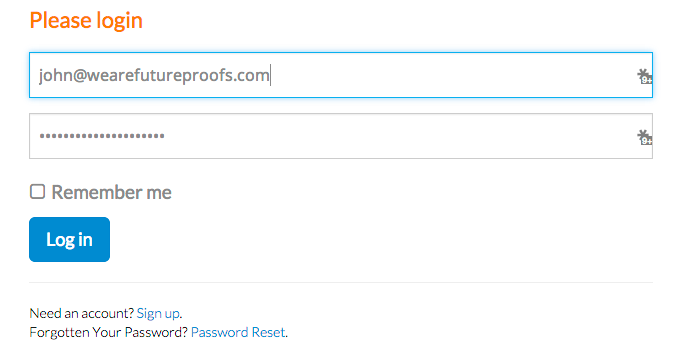 Please login
john@wearefutureproofs.com
•••••••••••••••••••••
Remember me
Log in
Need an account? Sign up.
Forgotten Your Password? Password Reset.